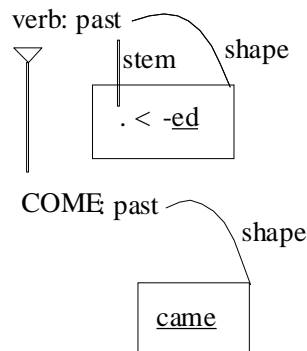 verb: past
stem
shape
. < -ed
COME: past
shape
came